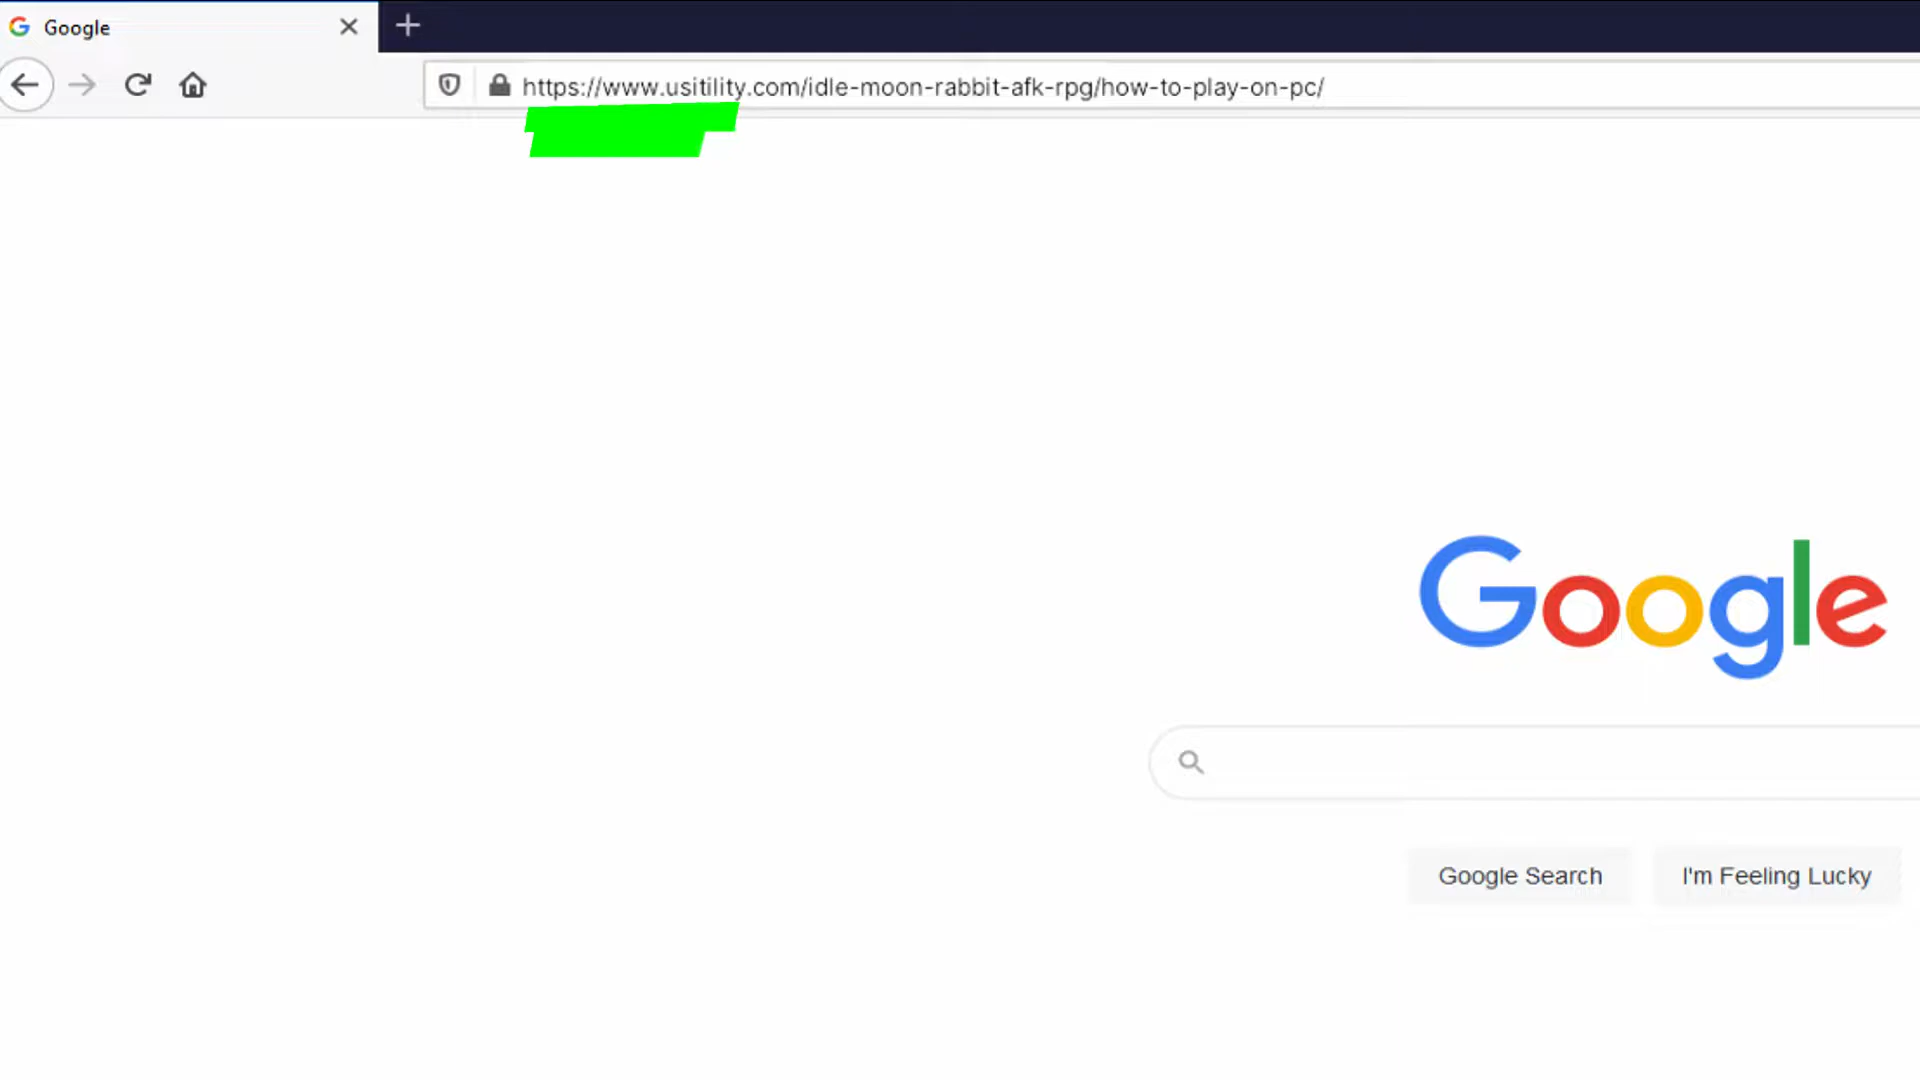 Google
https://www.usitility.com/idle-moon-rabbit-afk-rpg/how-to-play-on-pc/
Google
Google Search
I'm Feeling Lucky